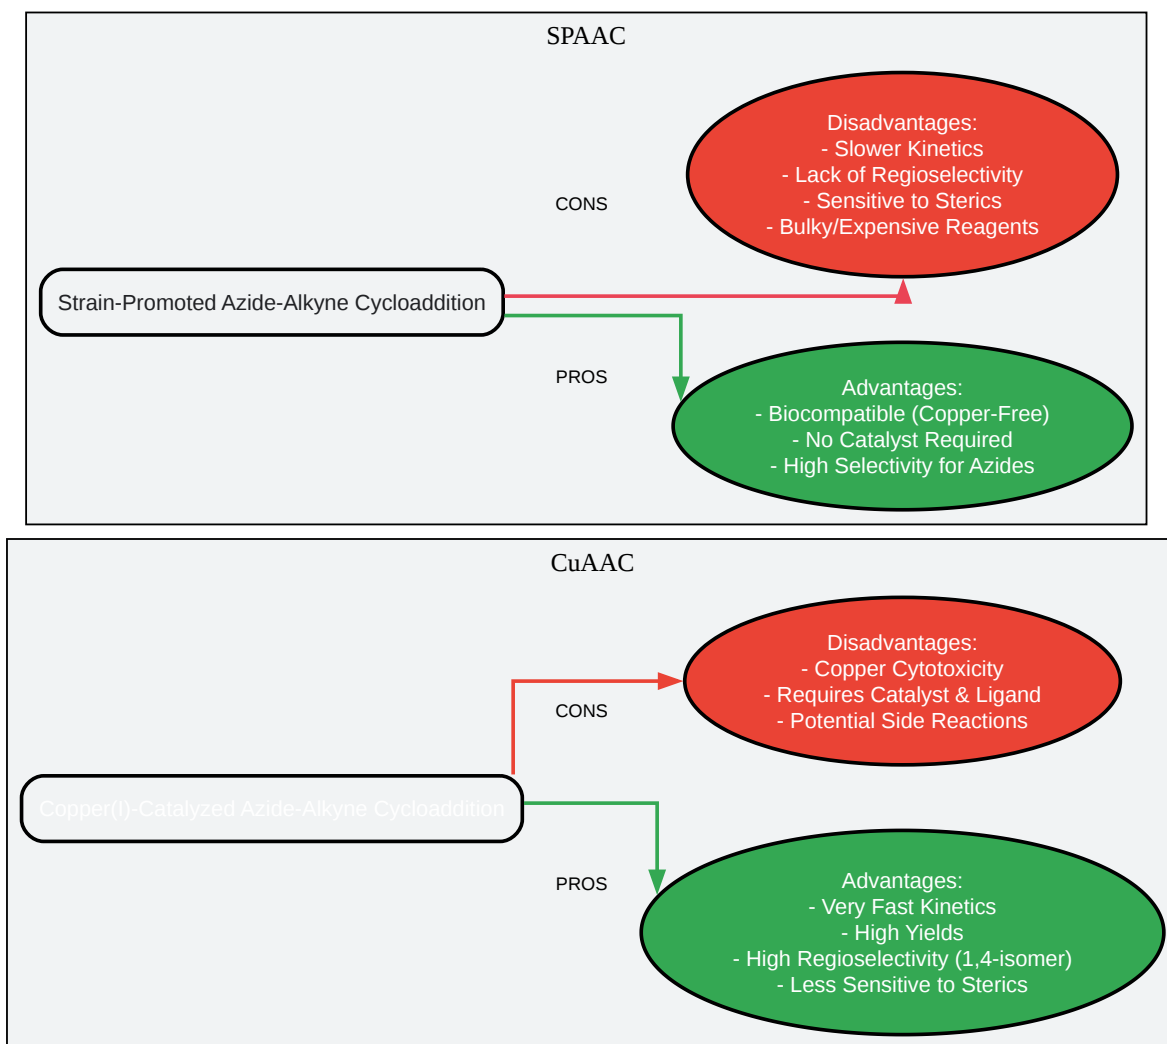 SPAAC
Disadvantages:
- Slower Kinetics
- Lack of Regioselectivity
- Sensitive to Sterics
- Bulky/Expensive Reagents
CONS
Strain-Promoted Azide-Alkyne Cycloaddition
PROS
Advantages:
- Biocompatible (Copper-Free)
- No Catalyst Required
- High Selectivity for Azides
CuAAC
Disadvantages:
- Copper Cytotoxicity
- Requires Catalyst & Ligand
- Potential Side Reactions
CONS
Copper(I)-Catalyzed Azide-Alkyne Cycloaddition
PROS
Advantages:
- Very Fast Kinetics
- High Yields
- High Regioselectivity (1,4-isomer)
- Less Sensitive to Sterics